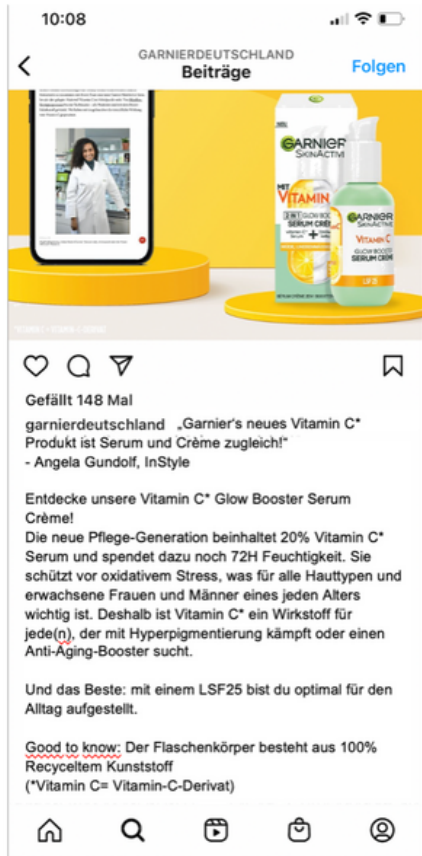 10:08
GARNIERDEUTSCHLAND
Beiträge
Folgen
GARNIER
SKINACTIVE
MIT
VITAMIN
2 IN 1 GLOW BOOSTER
SERUM CRÈME
GARNIER
SKINACTIVE
VITAMIN C*
GLOW BOOSTER
SERUM CRÈME
Gefällt 148 Mal
garnierdeutschland „Garnier's neues Vitamin C*
Produkt ist Serum und Crème zugleich!"
- Angela Gundolf, InStyle
Entdecke unsere Vitamin C* Glow Booster Serum
Crème!
Die neue Pflege-Generation beinhaltet 20% Vitamin C*
Serum und spendet dazu noch 72H Feuchtigkeit. Sie
schützt vor oxidativem Stress, was für alle Hauttypen und
erwachsene Frauen und Männer eines jeden Alters
wichtig ist. Deshalb ist Vitamin C* ein Wirkstoff für
jede(n), der mit Hyperpigmentierung kämpft oder einen
Anti-Aging-Booster sucht.
Und das Beste: mit einem LSF25 bist du optimal für den
Alltag aufgestellt.
Good to know: Der Flaschenkörper besteht aus 100%
Recyceltem Kunststoff
(*Vitamin C= Vitamin-C-Derivat)